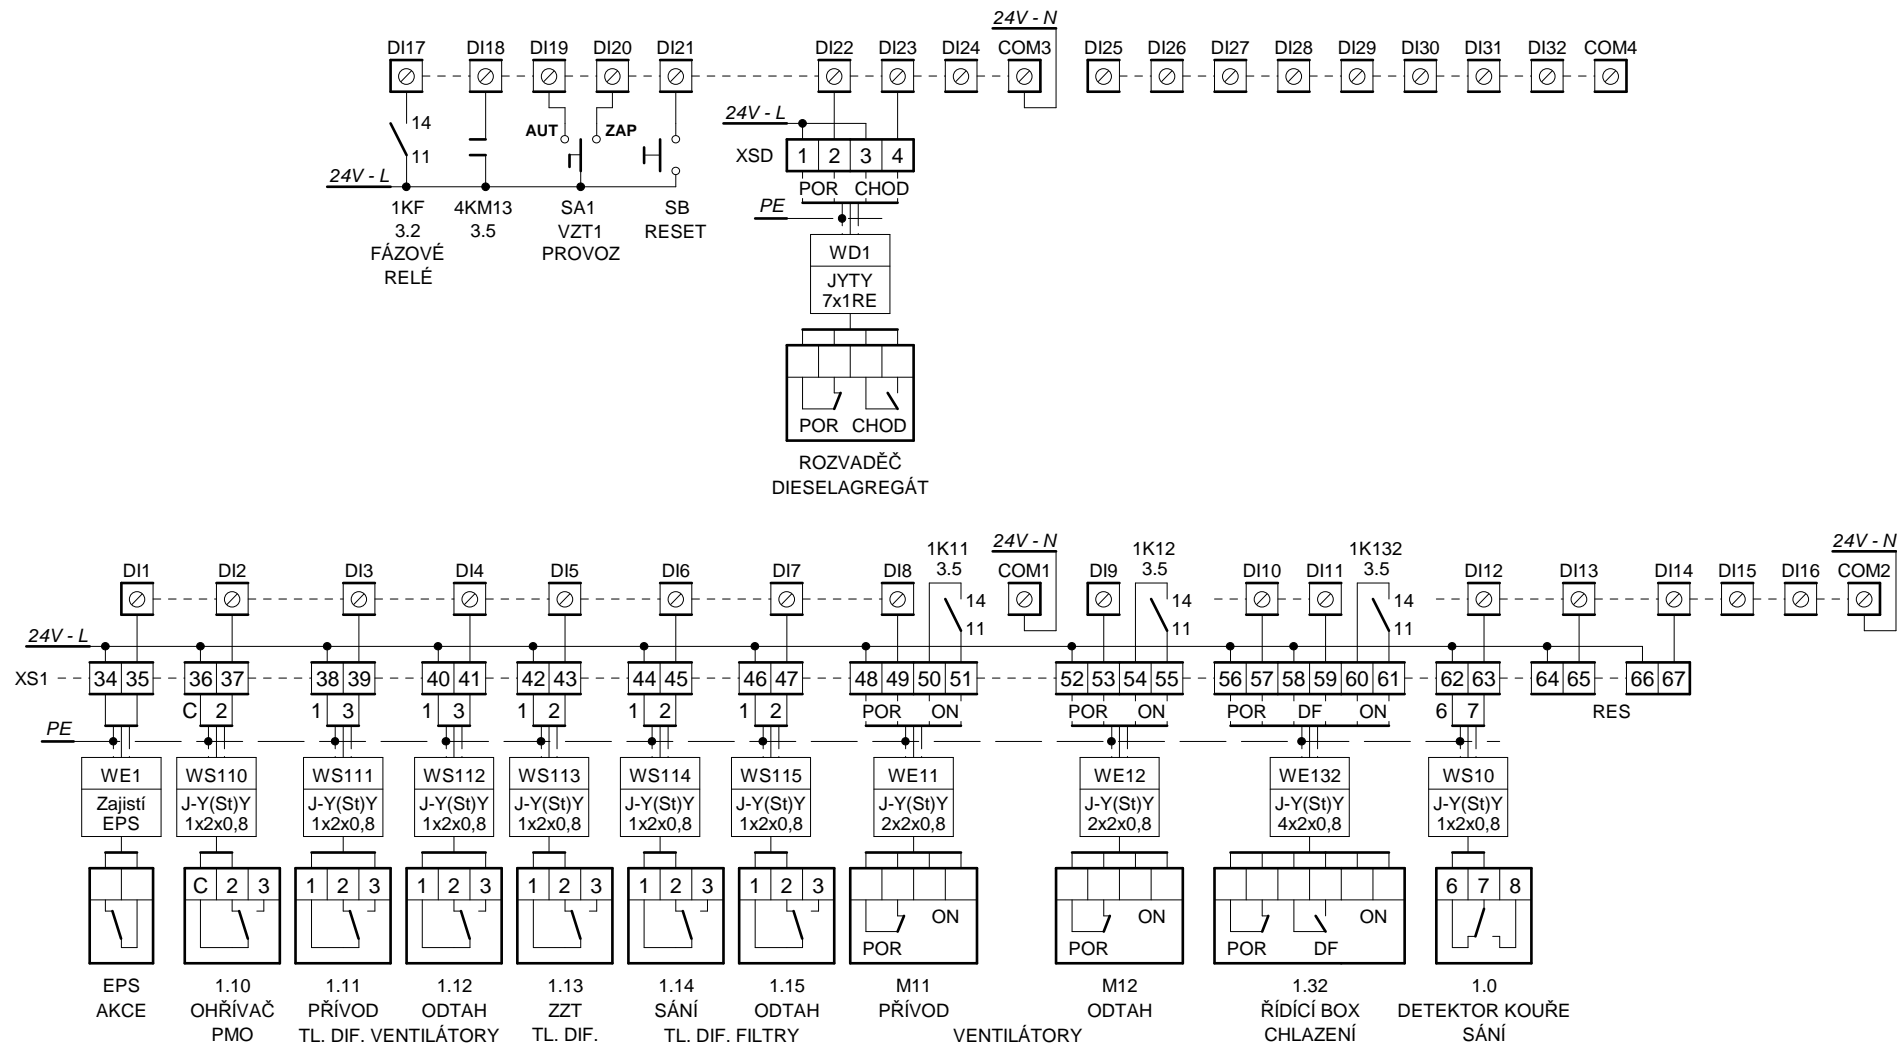 24V - N
DI17 DI18 DI19 DI20 DI21 DI22 DI23 DI24 COM3 DI25 DI26 DI27 DI28 DI29 DI30 DI31 DI32 COM4
24V - L
14 AUT ZAP
11
XSD 1 2 3 4
24V - L
POR CHOD
1KF 4KM13 SA1 SB
3.2 3.5 VZT1 RESET
FÁZOVÉ PROVOZ
RELÉ
PE
WD1
JYTY
7x1RE
POR CHOD
ROZVADĚČ
DIESELAGREGÁT
24V - N 24V - N
1K11 1K12 1K132
3.5 3.5 3.5
DI1 DI2 DI3 DI4 DI5 DI6 DI7 DI8 COM1 DI9 DI10 DI11 DI12 DI13 DI14 DI15 DI16 COM2
14 14 14
11 11 11
24V - L
XS1 34 35 36 37 38 39 40 41 42 43 44 45 46 47 48 49 50 51 52 53 54 55 56 57 58 59 60 61 62 63 64 65 66 67
C 2 1 3 1 3 1 2 1 2 1 2 POR ON POR ON POR DF ON 6 7 RES
PE
WE1 WS110 WS111 WS112 WS113 WS114 WS115 WE11 WE12 WE132 WS10
Zajistí J-Y(St)Y J-Y(St)Y J-Y(St)Y J-Y(St)Y J-Y(St)Y J-Y(St)Y J-Y(St)Y J-Y(St)Y J-Y(St)Y J-Y(St)Y
EPS 1x2x0,8 1x2x0,8 1x2x0,8 1x2x0,8 1x2x0,8 1x2x0,8 2x2x0,8 2x2x0,8 4x2x0,8 1x2x0,8
C 2 3 1 2 3 1 2 3 1 2 3 1 2 3 1 2 3 6 7 8
ON ON ON
POR POR POR DF
EPS 1.10 1.11 1.12 1.13 1.14 1.15 M11 M12 1.32 1.0
AKCE OHŘÍVAČ PŘÍVOD ODTAH ZZT SÁNÍ ODTAH PŘÍVOD ODTAH ŘÍDÍCÍ BOX DETEKTOR KOUŘE
PMO TL. DIF. VENTILÁTORY TL. DIF. TL. DIF. FILTRY VENTILÁTORY CHLAZENÍ SÁNÍ